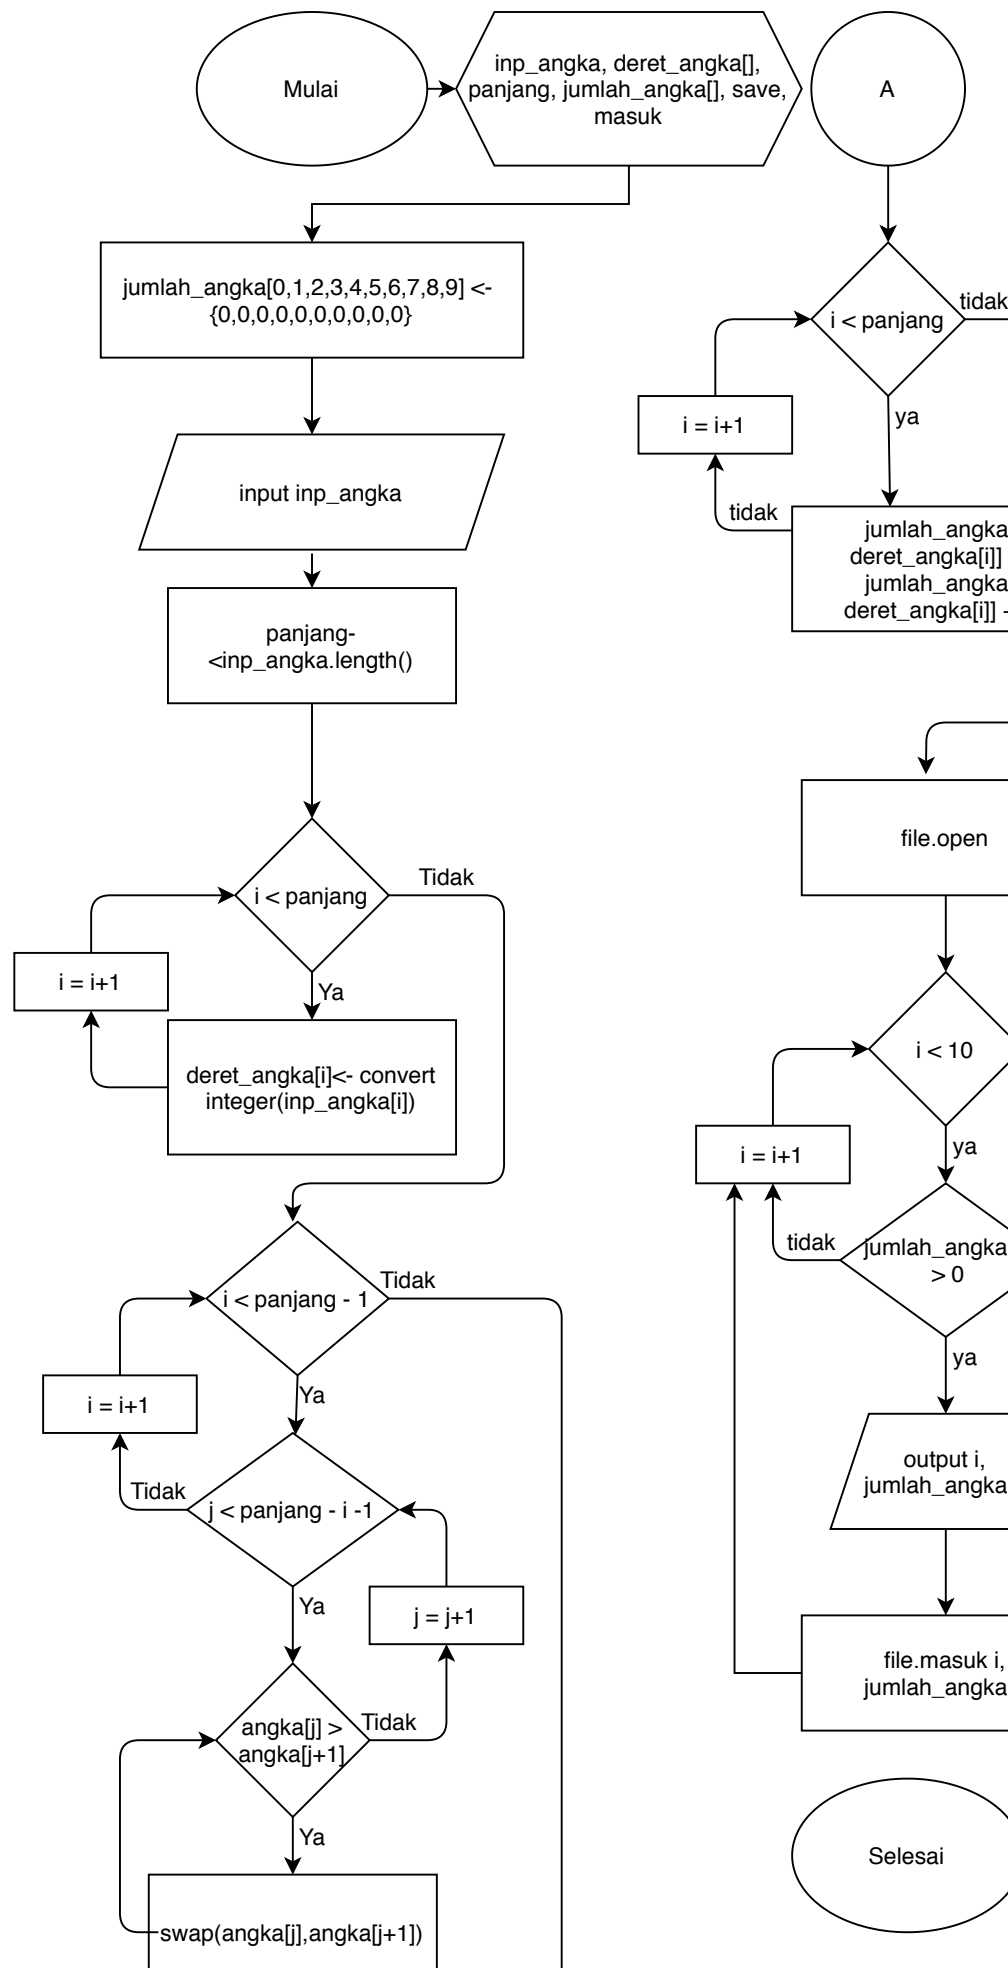 Mulai
inp_angka, deret_angka[],
panjang, jumlah_angka[], save,
masuk
jumlah_angka[0,1,2,3,4,5,6,7,8,9] <-
{0,0,0,0,0,0,0,0,0,0}
input inp_angka
panjang-
<inp_angka.length()
i < panjang
Tidak
i = i+1
Ya
deret_angka[i]<- convert
integer(inp_angka[i])
i < panjang - 1
Tidak
i = i+1
Ya
j < panjang - i -1
Tidak
Ya
j = j+1
angka[j] >
angka[j+1]
Tidak
Ya
swap(angka[j],angka[j+1])
A
i < panjang
tidak
i = i+1
ya
tidak
jumlah_angka
deret_angka[i]]
jumlah_angka
deret_angka[i]]
file.open
i < 10
i = i+1
ya
tidak
jumlah_angka
> 0
ya
output i,
jumlah_angka
file.masuk i,
jumlah_angka
Selesai